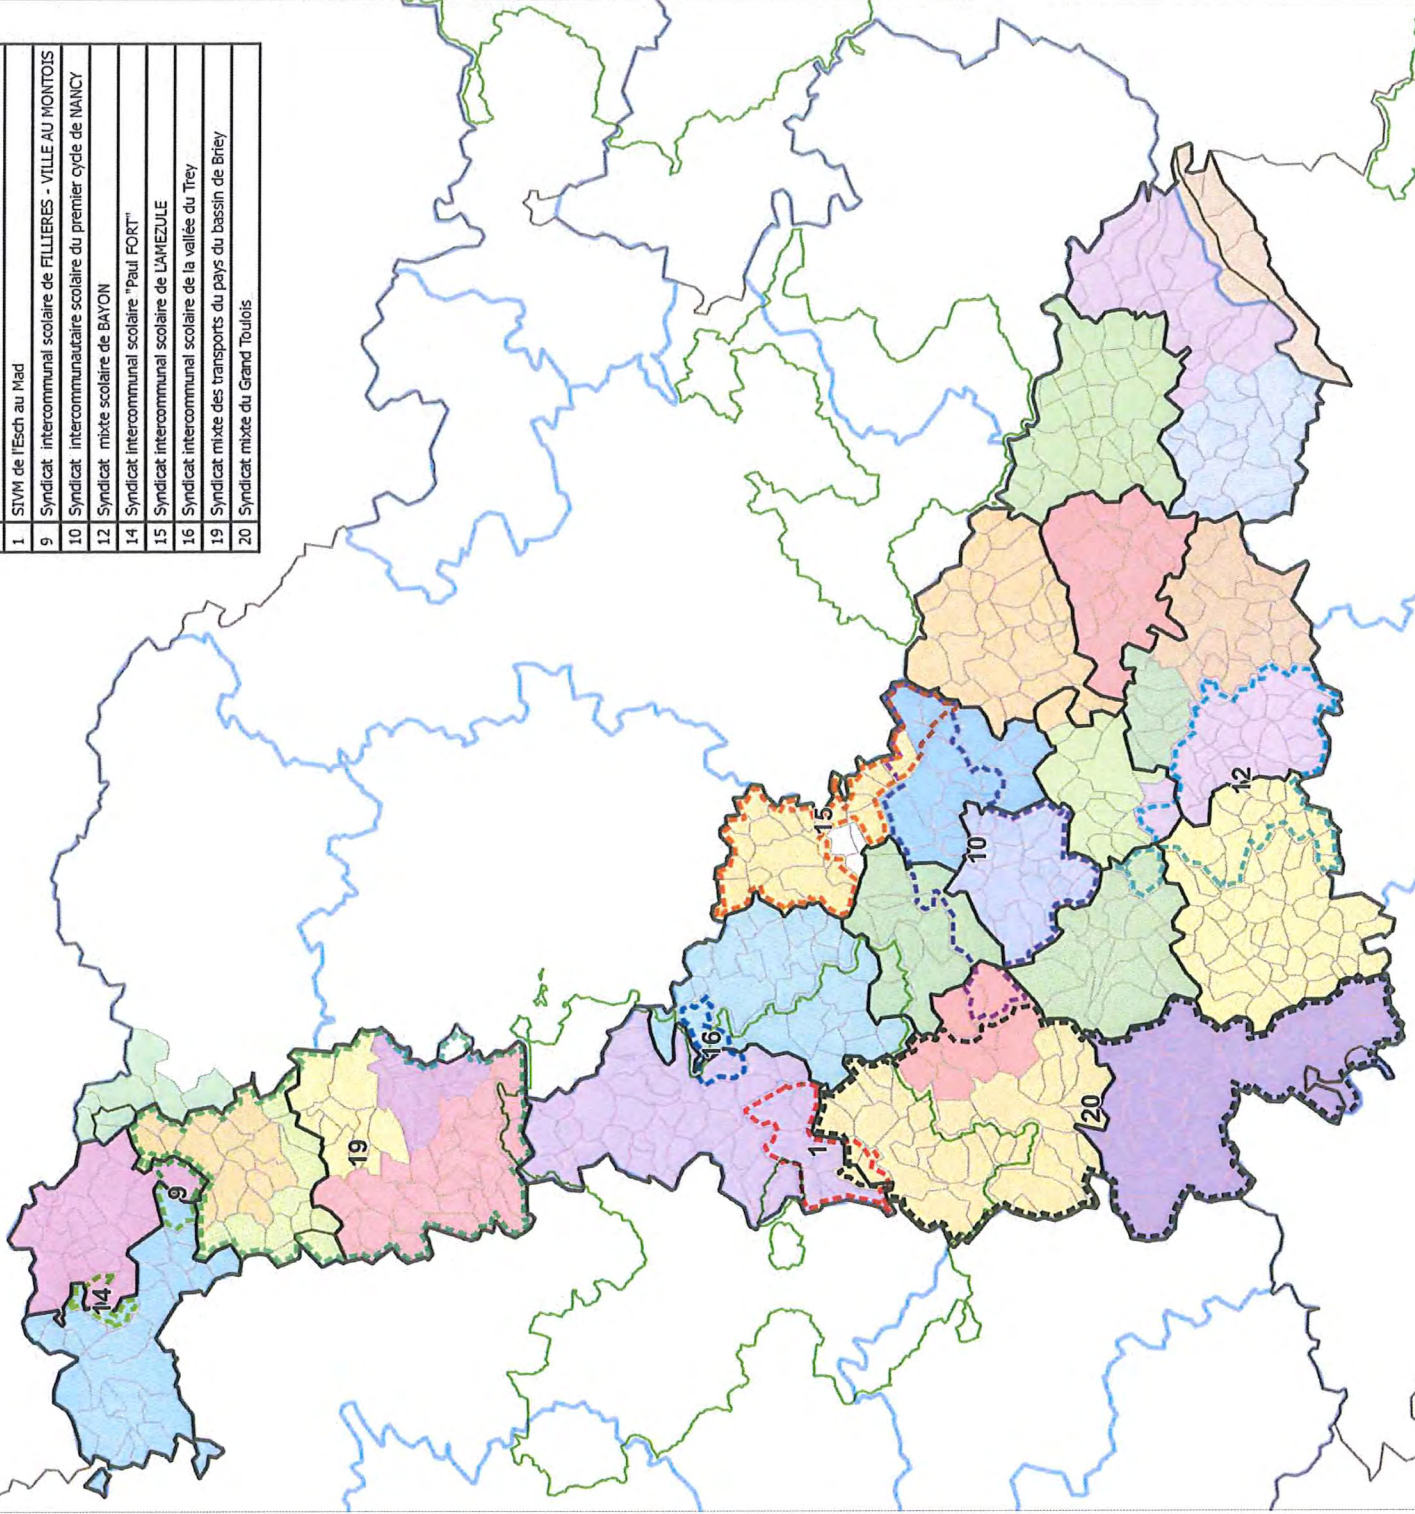 1 SIVM de l'Esch au Mad
9 Syndicat intercommunal scolaire de FILLIERES - VILLE AU MONTOIS
10 Syndicat intercommunautaire scolaire du premier cycle de NANCY
12 Syndicat mixte scolaire de BAYON
14 Syndicat intercommunal scolaire "Paul FORT"
15 Syndicat intercommunal scolaire de L'AMEZULE
16 Syndicat intercommunal scolaire de la vallée du Trey
19 Syndicat mixte des transports du pays du bassin de Briey
20 Syndicat mixte du Grand Toulois
14
9
19
16
1
15
20
10
12